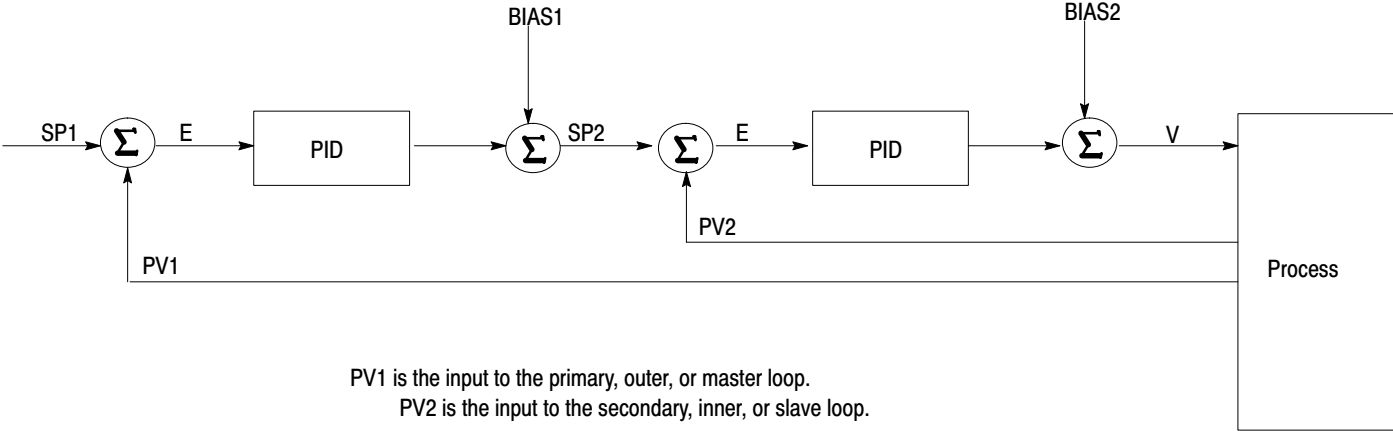 BIAS1
BIAS2
SP1
Σ
E
PID
Σ
SP2
Σ
E
PID
Σ
V
PV2
PV1
Process
PV1 is the input to the primary, outer, or master loop.
PV2 is the input to the secondary, inner, or slave loop.